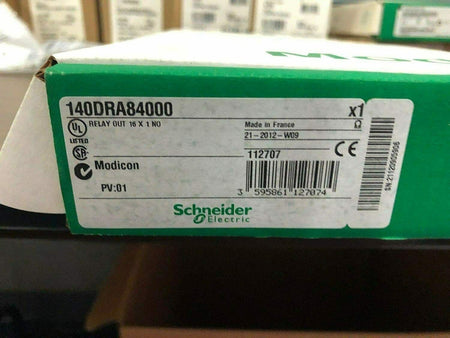 140DRA84000
x1
RELAY OUT 16 X 1 NO
Made in France
21-2012-W09
UL
LISTED
Modicon
112707
CE
PV:01
3 595861 127074
Schneider
Electric